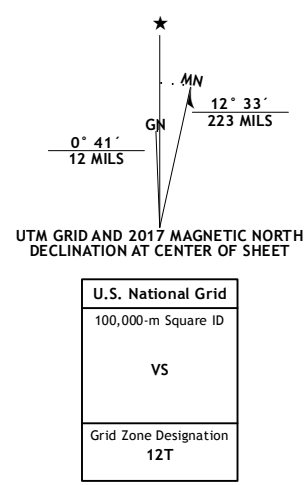 ★
MN
GN
12° 33´
223 MILS
0° 41´
12 MILS
UTM GRID AND 2017 MAGNETIC NORTH
DECLINATION AT CENTER OF SHEET
U.S. National Grid
100,000-m Square ID
VS
Grid Zone Designation
12T